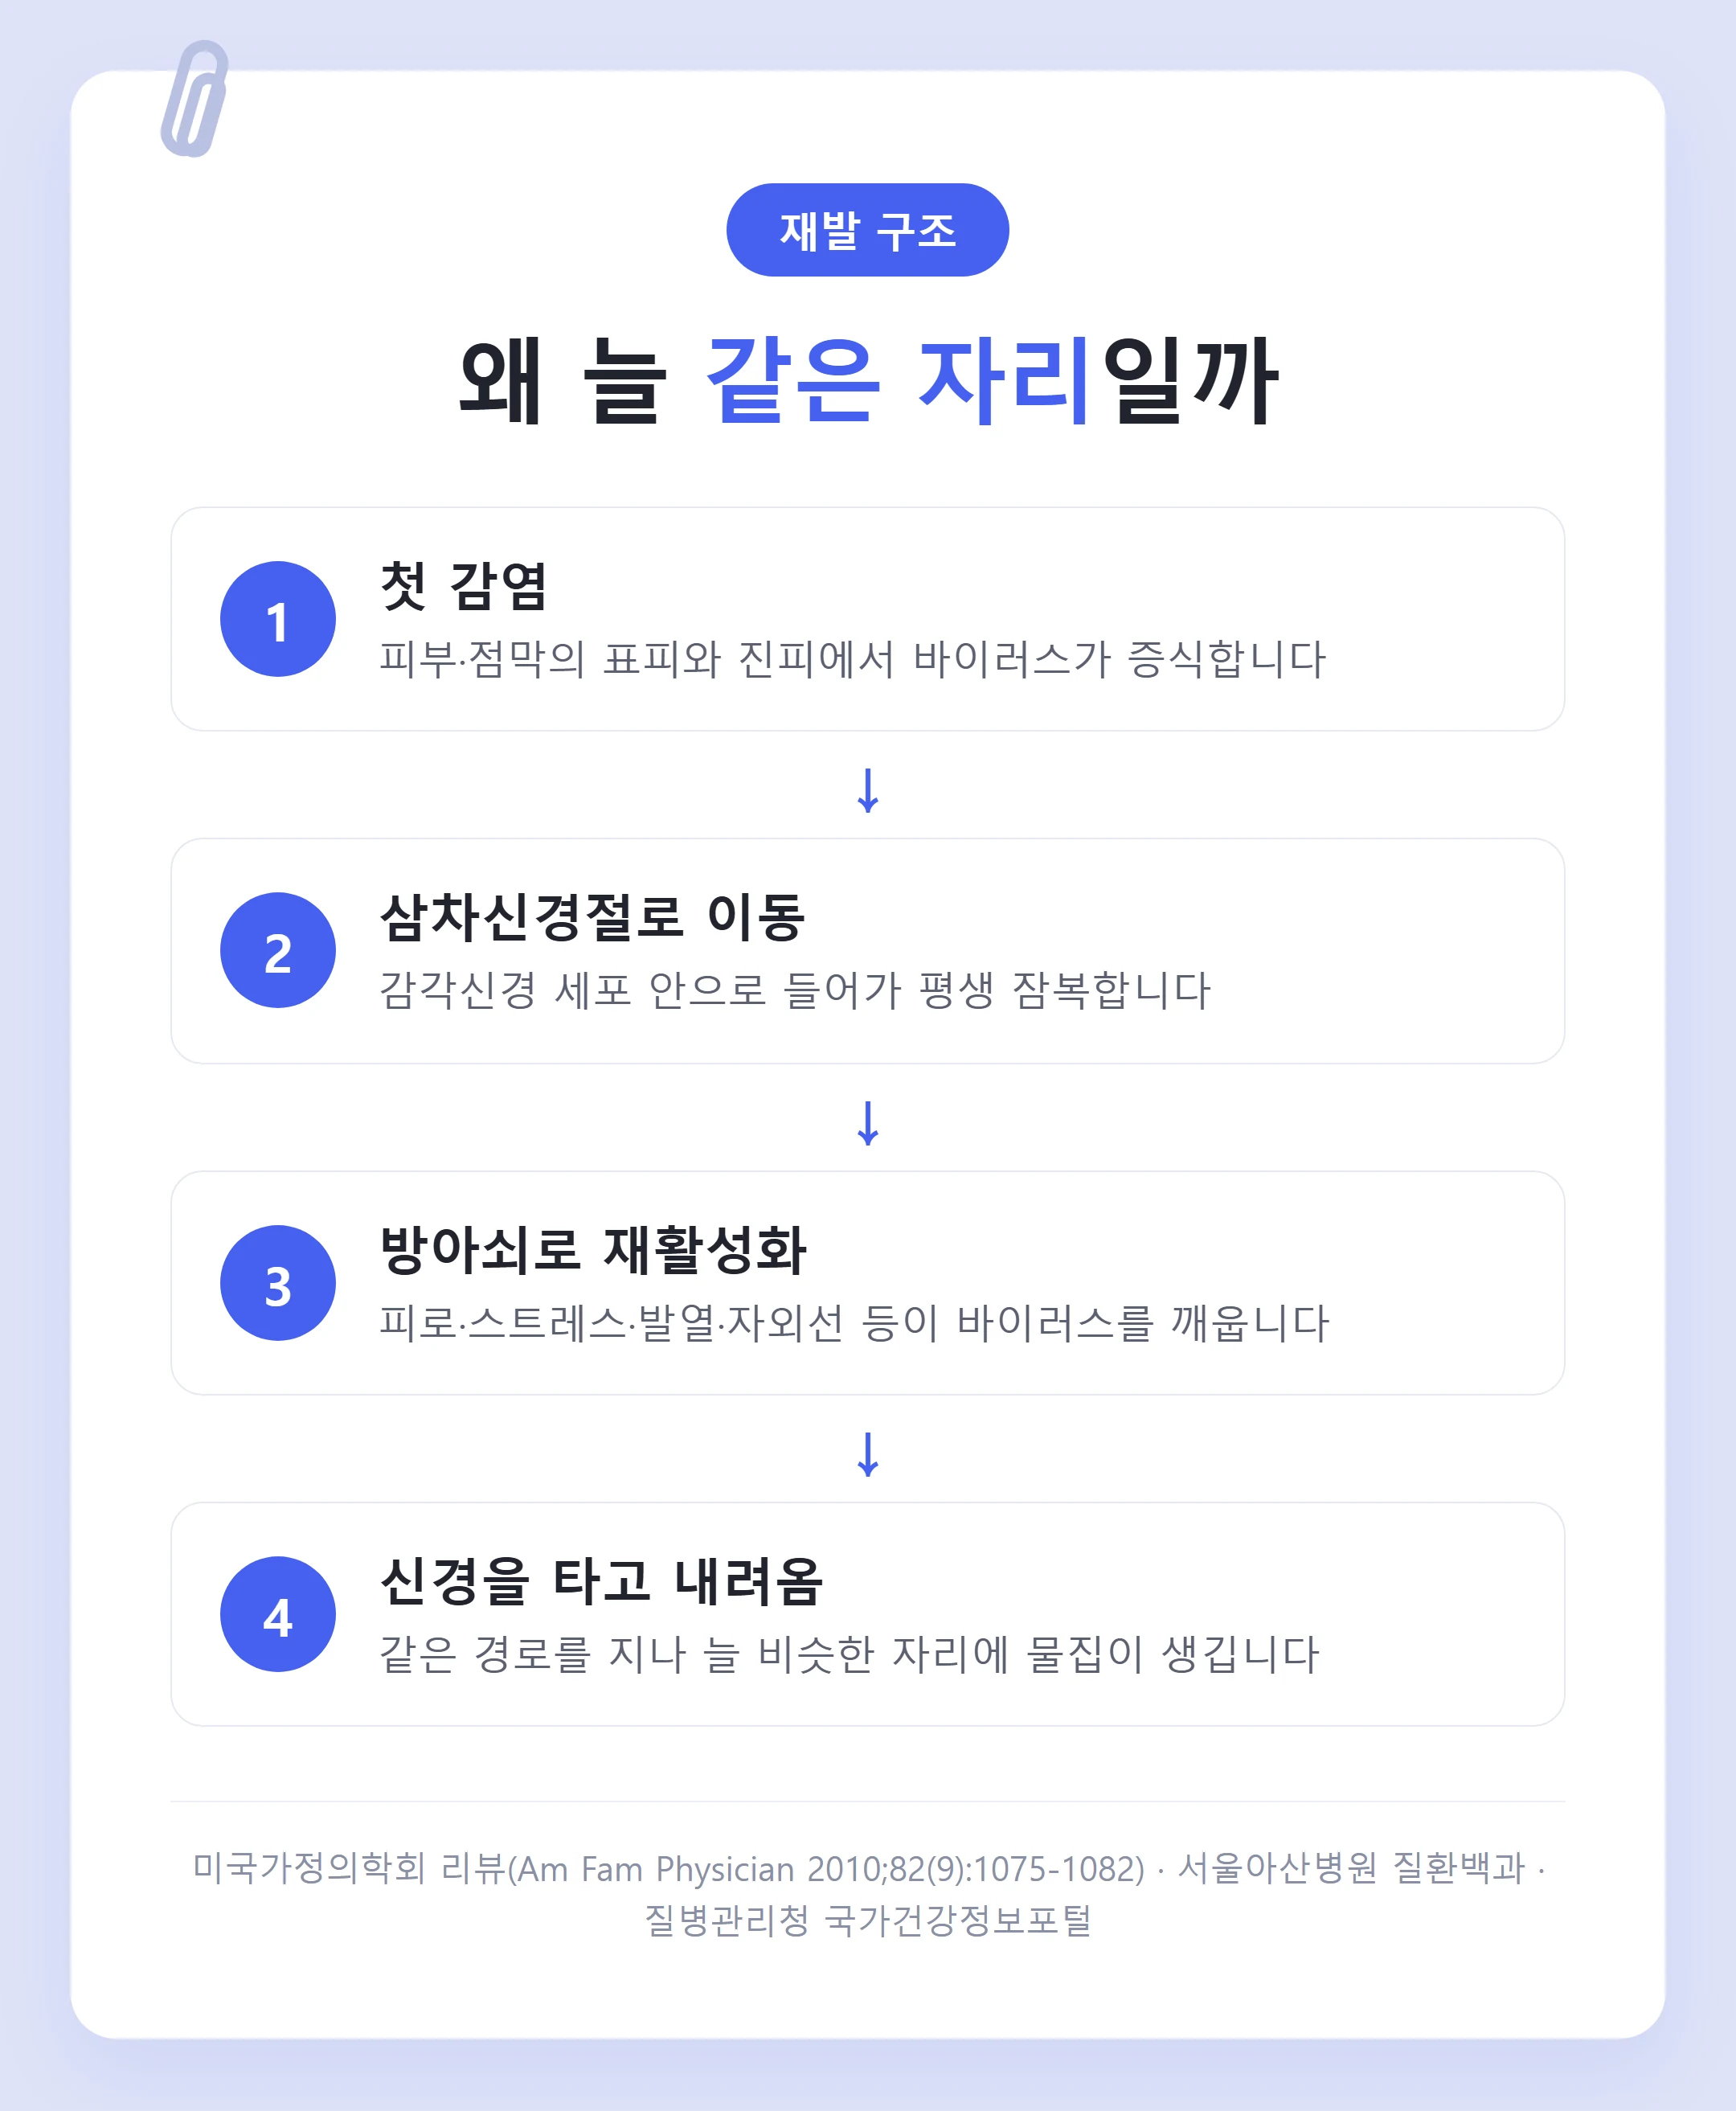 재발 구조
왜 늘 같은 자리일까
1
첫 감염
피부·점막의 표피와 진피에서 바이러스가 증식합니다
↓
2
삼차신경절로 이동
감각신경 세포 안으로 들어가 평생 잠복합니다
↓
3
방아쇠로 재활성화
피로·스트레스·발열·자외선 등이 바이러스를 깨웁니다
↓
4
신경을 타고 내려옴
같은 경로를 지나 늘 비슷한 자리에 물집이 생깁니다
미국가정의학회 리뷰(Am Fam Physician 2010;82(9):1075-1082) · 서울아산병원 질환백과 ·
질병관리청 국가건강정보포털